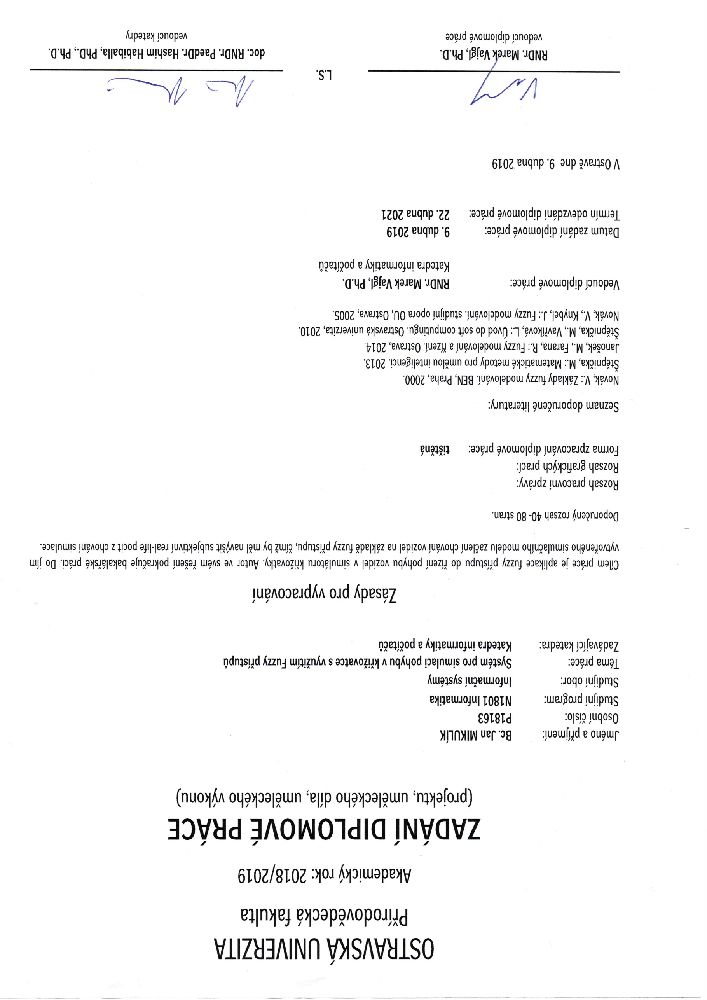 OSTRAVSKÁ UNIVERZITA
Přírodovědecká fakulta
Akademický rok: 2018/2019
ZADÁNÍ DIPLOMOVÉ PRÁCE
(projektu, uměleckého díla, uměleckého výkonu)
Jméno a příjmení: Bc. Jan MIKULÍK
Osobní číslo: P18163
Studijní program: N1801 Informatika
Studijní obor: Informační systémy
Téma práce: Systém pro simulaci pohybu v křižovatce s využitím Fuzzy přístupů
Zadávající katedra: Katedra informatiky a počítačů
Zásady pro vypracování
Cílem práce je aplikace fuzzy přístupu do řízení pohybu vozidel v simulátoru křižovatky. Autor ve svém řešení pokračuje bakalářské práci. Do jím
vytvořeného simulačního modelu začlení chování vozidel na základě fuzzy přístupu, čímž by měl navýšit subjektivní real-life pocit z chování simulace.
Doporučený rozsah 40- 80 stran.
Rozsah pracovní zprávy:
Rozsah grafických prací:
Forma zpracování diplomové práce: tištěná
Seznam doporučené literatury:
Novák, V.: Základy fuzzy modelování. BEN, Praha, 2000.
Štěpnička, M.: Matematické metody pro umělou inteligenci. 2013.
Janošek, M., Farana, R.: Fuzzy modelování a řízení. Ostrava, 2014.
Štěpnička, M., Vavříková, L.: Úvod do soft computingu. Ostravská univerzita, 2010.
Novák, V., Knybel, J.: Fuzzy modelování. studijní opora OU, Ostrava, 2005.
Vedoucí diplomové práce: RNDr. Marek Vajgl, Ph.D.
Katedra informatiky a počítačů
Datum zadání diplomové práce: 9. dubna 2019
Termín odevzdání diplomové práce: 22. dubna 2021
V Ostravě dne 9. dubna 2019
L.S.
RNDr. Marek Vajgl, Ph.D. doc. RNDr. PaedDr. Hashim Habiballa, PhD., Ph.D.
vedoucí diplomové práce vedoucí katedry